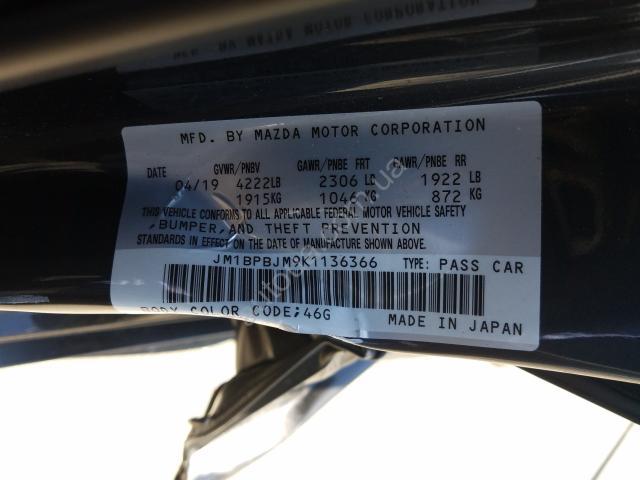 MFD. BY MAZDA MOTOR CORPORATION
DATE GVWR/PNBV GAWR/PNBE FRT GAWR/PNBE RR
04/19 4222LB 2306 LB 1922 LB
1915KG 1046 KG 872 KG
THIS VEHICLE CONFORMS TO ALL APPLICABLE FEDERAL MOTOR VEHICLE SAFETY
,BUMPER,AND THEFT PREVENTION
STANDARDS IN EFFECT ON THE DATE OF MANUFACTURE SHOWN ABOVE.
JM1BPBJM9K1136366 TYPE: PASS CAR
BODY COLOR CODE;46G MADE IN JAPAN